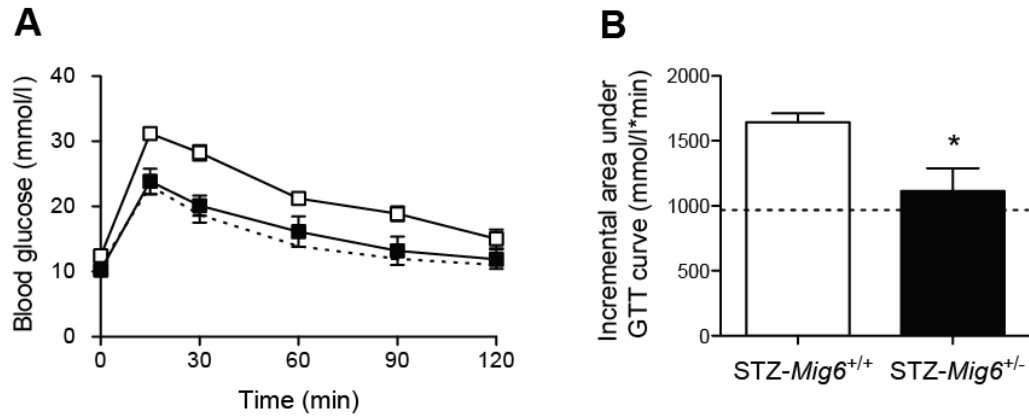 A
Blood glucose (mmol/l)
40
30
20
10
0
0 30 60 90 120
Time (min)
B
Incremental area under
GTT curve (mmol/l*min)
2000
1500
1000
500
0
*
STZ-Mig6+/+ STZ-Mig6+/-